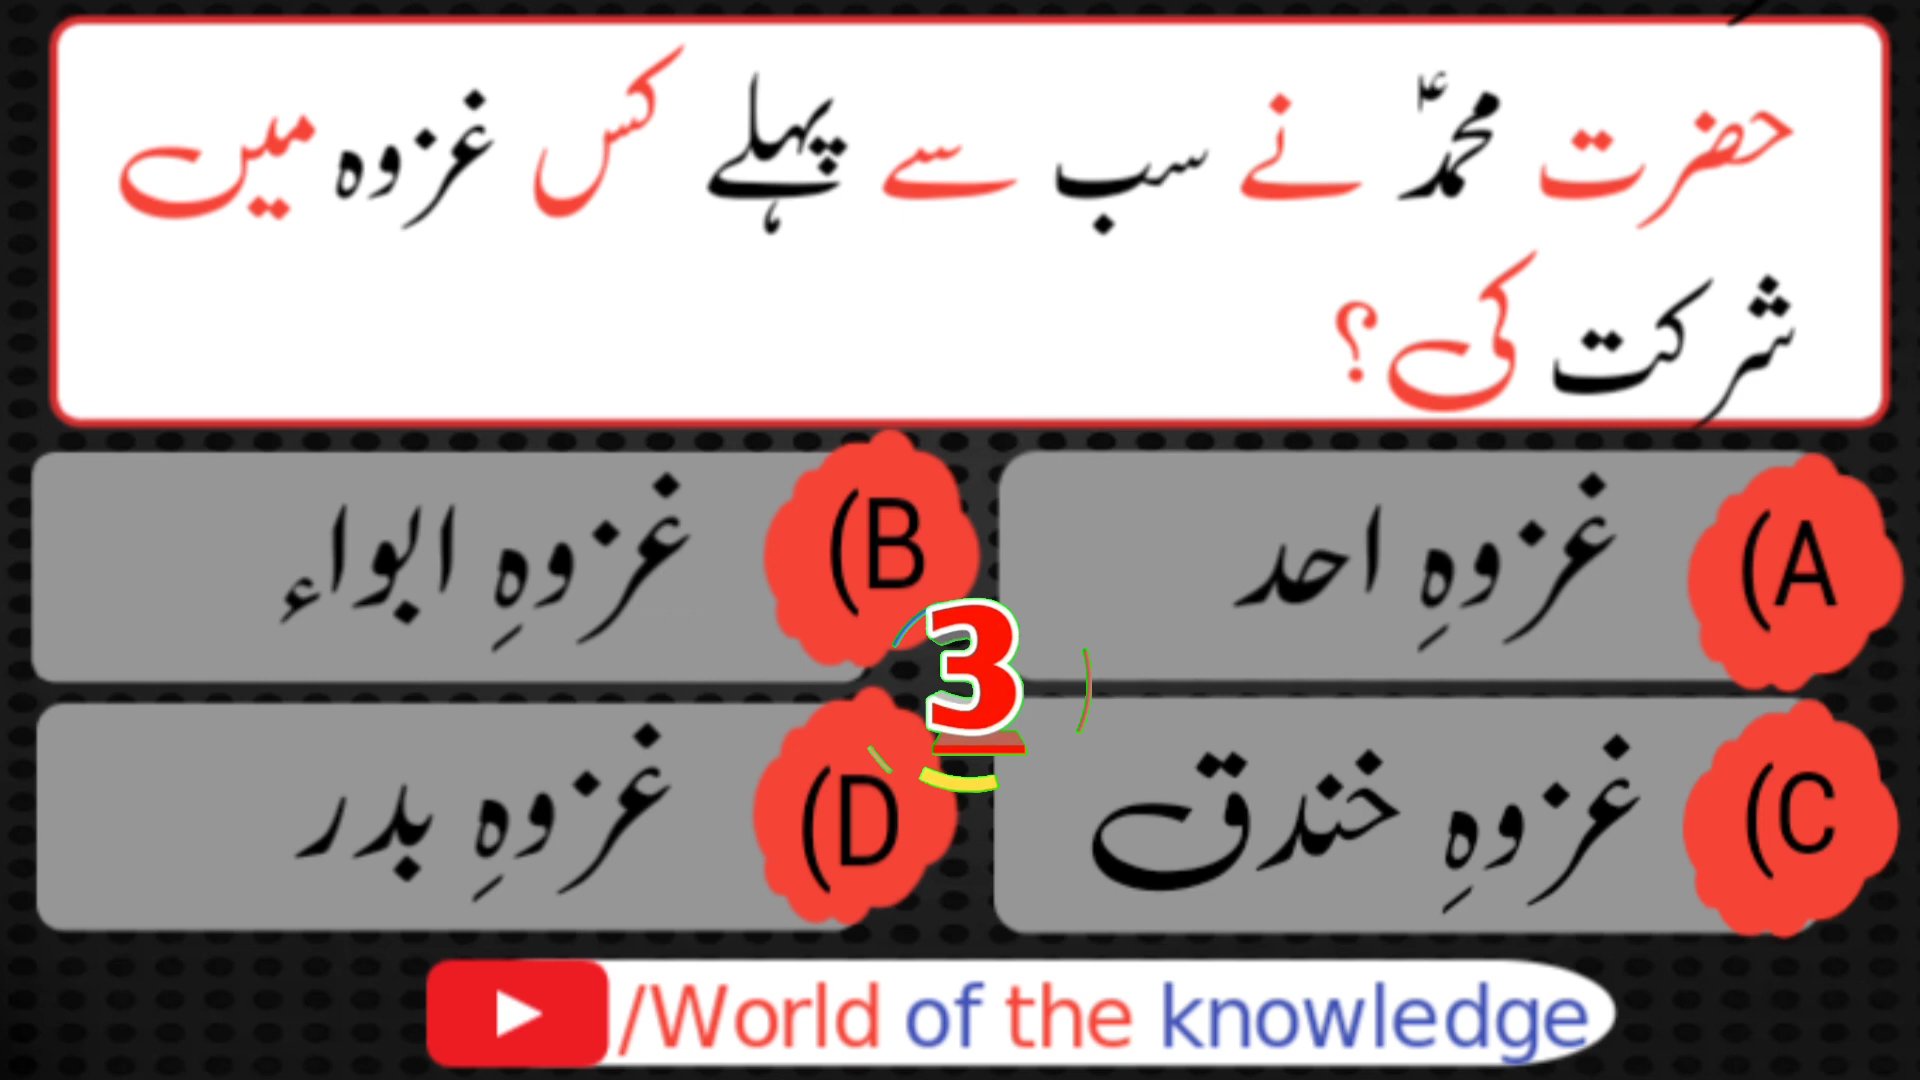 حضرت محمدؑ نے سب سے پہلے کس غزوہ میں
شرکت کی؟
(A غزوہِ احد
(B غزوہِ ابواء
(C غزوہِ خندق
(D غزوہِ بدر
3
/World of the knowledge